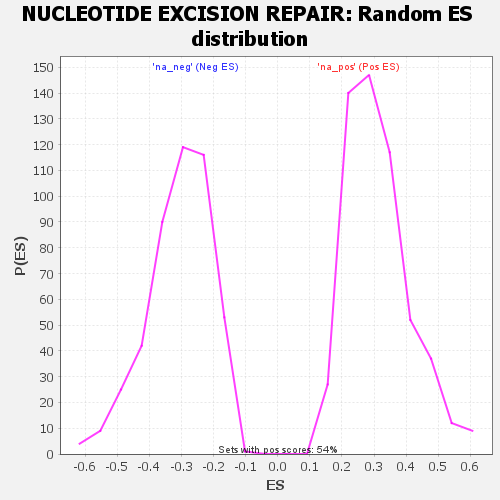 NUCLEOTIDE EXCISION REPAIR: Random ES
distribution
'na_neg' (Neg ES)
'na_pos' (Pos ES)
150
140
130
120
110
100
90
80
70
60
50
40
30
20
10
0
P(ES)
Sets with pos scores: 54%
-0.6 -0.5 -0.4 -0.3 -0.2 -0.1 0.0 0.1 0.2 0.3 0.4 0.5 0.6
ES